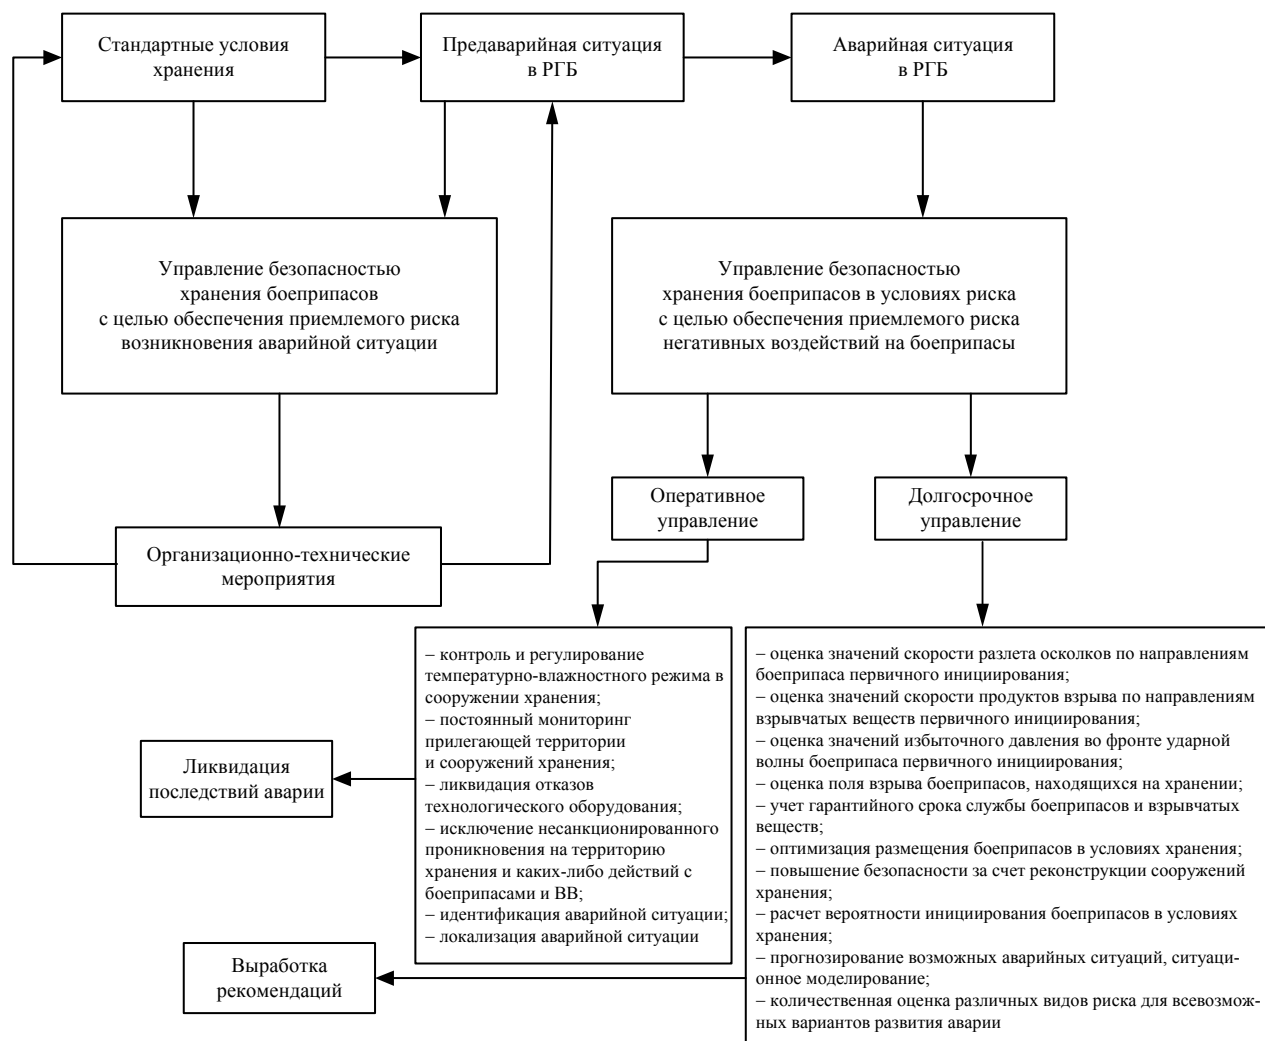 Стандартные условия
хранения
Предаварийная ситуация
в РГБ
Аварийная ситуация
в РГБ
Управление безопасностью
хранения боеприпасов
с целью обеспечения приемлемого риска
возникновения аварийной ситуации
Управление безопасностью
хранения боеприпасов в условиях риска
с целью обеспечения приемлемого риска
негативных воздействий на боеприпасы
Оперативное
управление
Долгосрочное
управление
Организационно-технические
мероприятия
– контроль и регулирование
температурно-влажностного режима в
сооружении хранения;
– постоянный мониторинг
прилегающей территории
и сооружений хранения;
– ликвидация отказов
технологического оборудования;
– исключение несанкционированного
проникновения на территорию
хранения и каких-либо действий с
боеприпасами и ВВ;
– идентификация аварийной ситуации;
– локализация аварийной ситуации
– оценка значений скорости разлета осколков по направлениям
боеприпаса первичного инициирования;
– оценка значений скорости продуктов взрыва по направлениям
взрывчатых веществ первичного инициирования;
– оценка значений избыточного давления во фронте ударной
волны боеприпаса первичного инициирования;
– оценка поля взрыва боеприпасов, находящихся на хранении;
– учет гарантийного срока службы боеприпасов и взрывчатых
веществ;
– оптимизация размещения боеприпасов в условиях хранения;
– повышение безопасности за счет реконструкции сооружений
хранения;
– расчет вероятности инициирования боеприпасов в условиях
хранения;
– прогнозирование возможных аварийных ситуаций, ситуаци-
онное моделирование;
– количественная оценка различных видов риска для всевозмож-
ных вариантов развития аварии
Ликвидация
последствий аварии
Выработка
рекомендаций